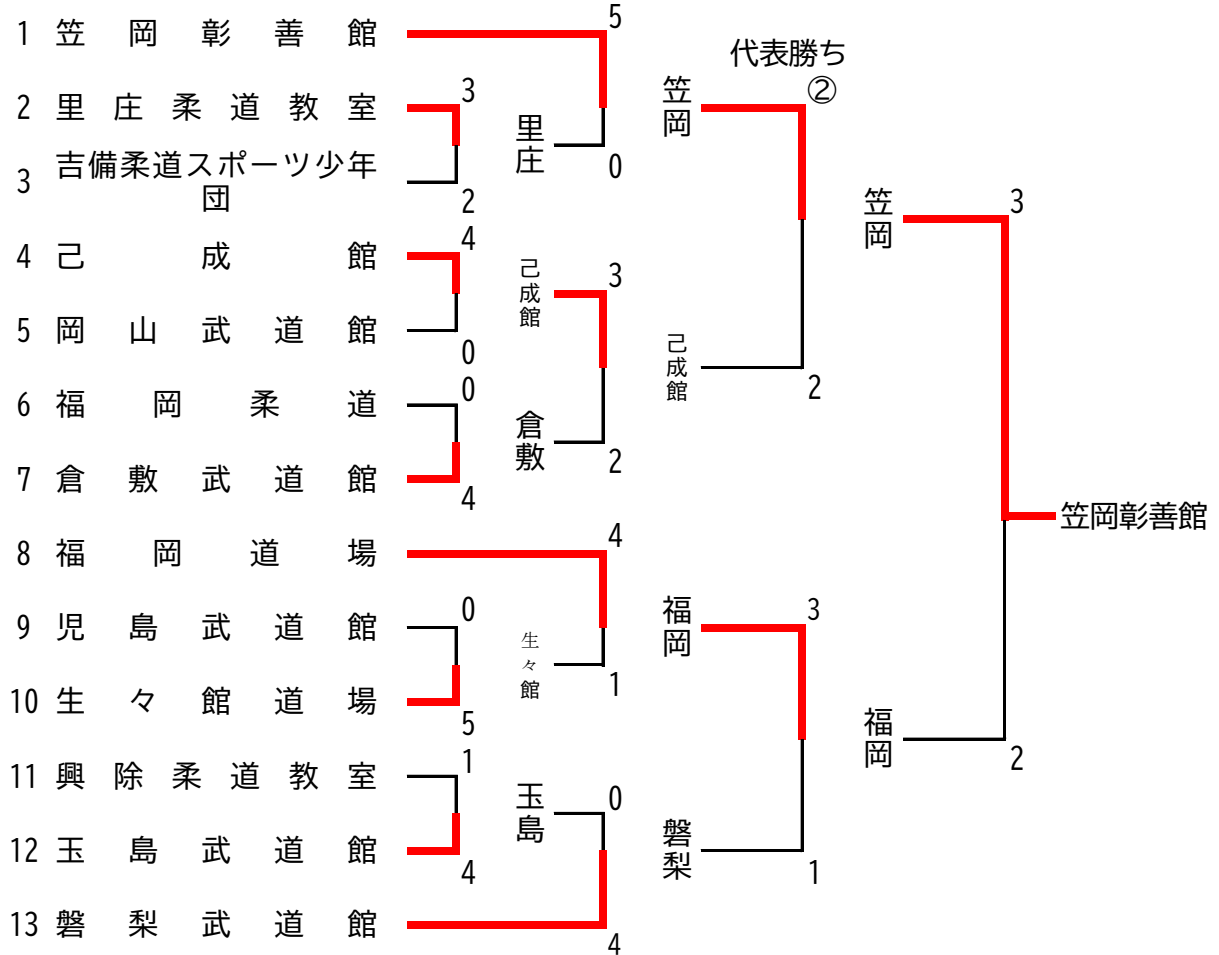 1 笠岡彰善館
2 里庄柔道教室
3 吉備柔道スポーツ少年
団
4 己成館
5 岡山武道館
6 福岡柔道
7 倉敷武道館
8 福岡道場
9 児島武道館
10 生々館道場
11 興除柔道教室
12 玉島武道館
13 磐梨武道館
3
2
4
0
0
4
0
5
1
4
5
里庄
0
己成館
3
倉敷
2
4
生々館
1
玉島
0
4
代表勝ち
②
笠岡
己成館
2
福岡
3
磐梨
1
笠岡
3
福岡
2
笠岡彰善館